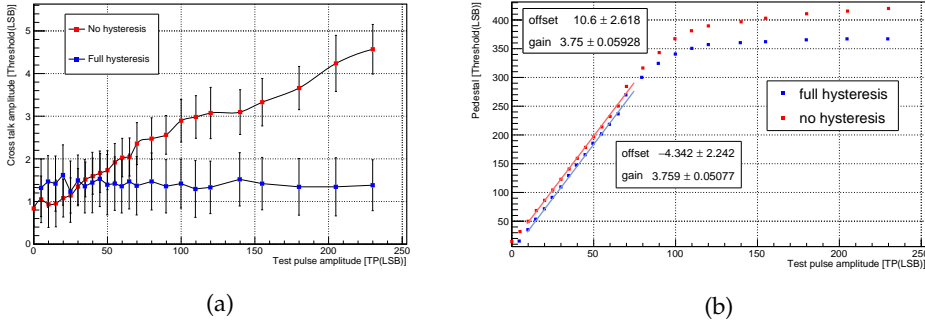 Cross talk amplitude [Threshold(LSB)]
5
4
3
2
1
0
No hysteresis
Full hysteresis
0 50 100 150 200 250
Test pulse amplitude [TP(LSB)]
(a)
Pedestal [Threshold(LSB)]
400
350
300
250
200
150
100
50
offset 10.6 ± 2.618
gain 3.75 ± 0.05928
full hysteresis
no hysteresis
offset −4.342 ± 2.242
gain 3.759 ± 0.05077
0 50 100 150 200 250
Test pulse amplitude [TP(LSB)]
(b)